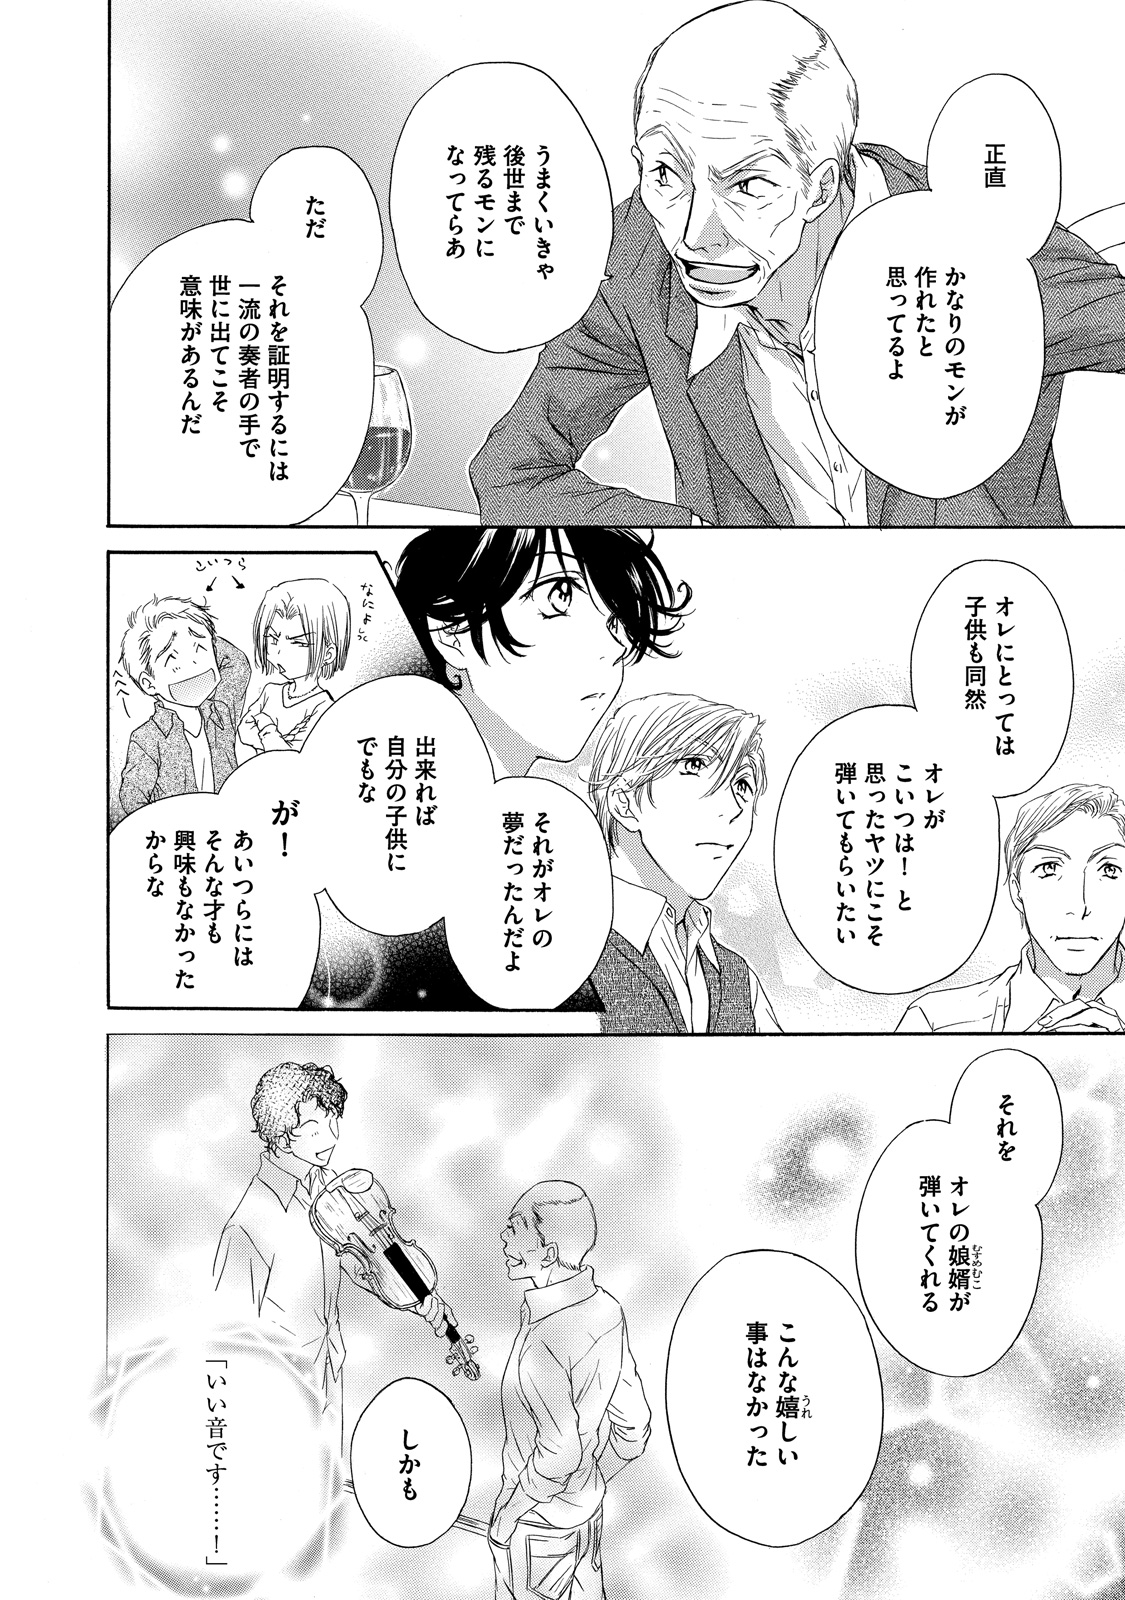 正直
かなりのモンが
作れたと
思ってるよ
うまくいきゃ
後世まで
残るモンに
なってらあ
ただ
それを証明するには
一流の奏者の手で
世に出てこそ
意味があるんだ
オレにとっては
子供も同然
オレが
こいつは！と
思ったヤツにこそ
弾いてもらいたい
それがオレの
夢だったんだよ
出来れば
自分の子供に
でもな
が！
あいつらには
そんな才も
興味もなかった
からな
なによっ
こいつら
へへへ
それを
オレの娘婿が
むすめむこ
弾いてくれる
こんな嬉しい
うれ
事はなかった
しかも
「いい音です……！」